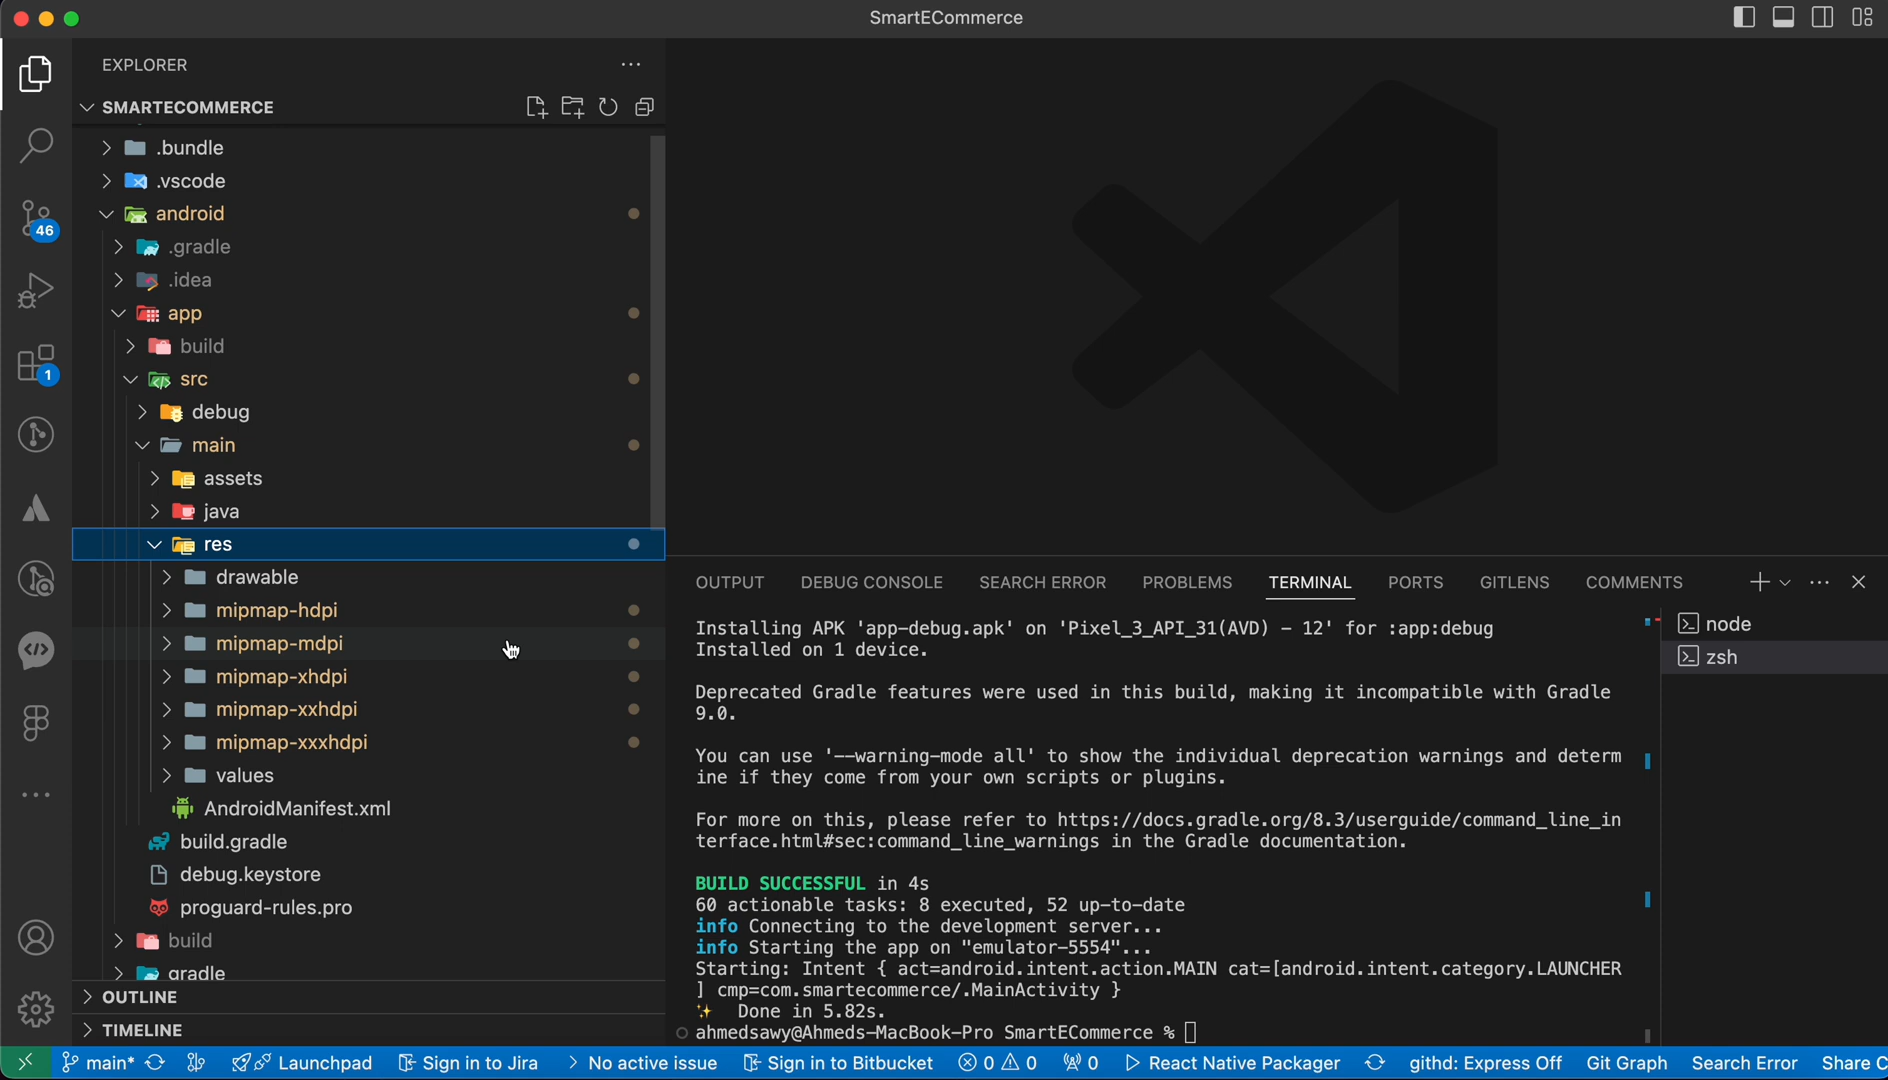 SmartECommerce
EXPLORER
SMARTECOMMERCE
.bundle
.vscode
android
.gradle
.idea
app
build
src
debug
main
assets
java
res
drawable
mipmap-hdpi
mipmap-mdpi
mipmap-xhdpi
mipmap-xxhdpi
mipmap-xxxhdpi
values
AndroidManifest.xml
build.gradle
debug.keystore
proguard-rules.pro
build
gradle
OUTLINE
TIMELINE
46
1
OUTPUT DEBUG CONSOLE SEARCH ERROR PROBLEMS TERMINAL PORTS GITLENS COMMENTS
Installing APK 'app-debug.apk' on 'Pixel_3_API_31(AVD) - 12' for :app:debug
Installed on 1 device.
Deprecated Gradle features were used in this build, making it incompatible with Gradle
9.0.
You can use '--warning-mode all' to show the individual deprecation warnings and determ
ine if they come from your own scripts or plugins.
For more on this, please refer to https://docs.gradle.org/8.3/userguide/command_line_in
terface.html#sec:command_line_warnings in the Gradle documentation.
BUILD SUCCESSFUL in 4s
60 actionable tasks: 8 executed, 52 up-to-date
info Connecting to the development server...
info Starting the app on "emulator-5554"...
Starting: Intent { act=android.intent.action.MAIN cat=[android.intent.category.LAUNCHER
] cmp=com.smartecommerce/.MainActivity }
✨ Done in 5.82s.
ahmedsawy@Ahmeds-MacBook-Pro SmartECommerce %
node
zsh
main* Launchpad Sign in to Jira No active issue Sign in to Bitbucket 0 0 0 React Native Packager githd: Express Off Git Graph Search Error Share C